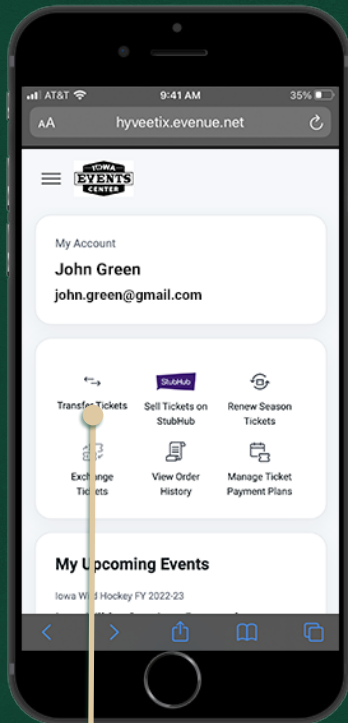 AT&T 9:41 AM 35%
AA hyveetix.evenue.net
IOWA
EVENTS
CENTER
My Account
John Green
john.green@gmail.com
StubHub
Transfer Tickets Sell Tickets on Renew Season
StubHub Tickets
Exchange View Order Manage Ticket
Tickets History Payment Plans
My Upcoming Events
Iowa Wild Hockey FY 2022-23